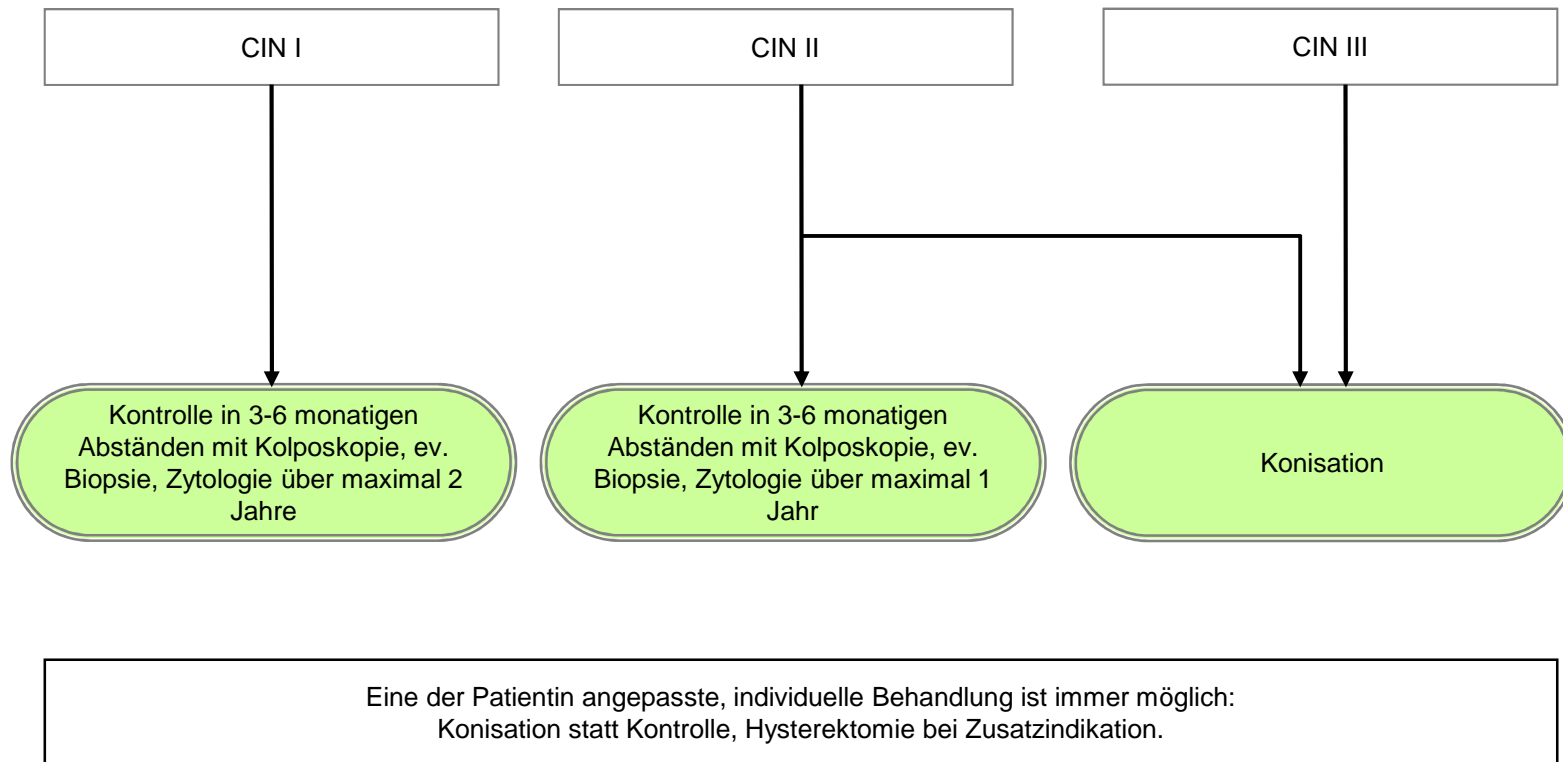 CIN I
CIN II
CIN III
Kontrolle in 3-6 monatigen
Abständen mit Kolposkopie, ev.
Biopsie, Zytologie über maximal 2
Jahre
Kontrolle in 3-6 monatigen
Abständen mit Kolposkopie, ev.
Biopsie, Zytologie über maximal 1
Jahr
Konisation
Eine der Patientin angepasste, individuelle Behandlung ist immer möglich:
Konisation statt Kontrolle, Hysterektomie bei Zusatzindikation.